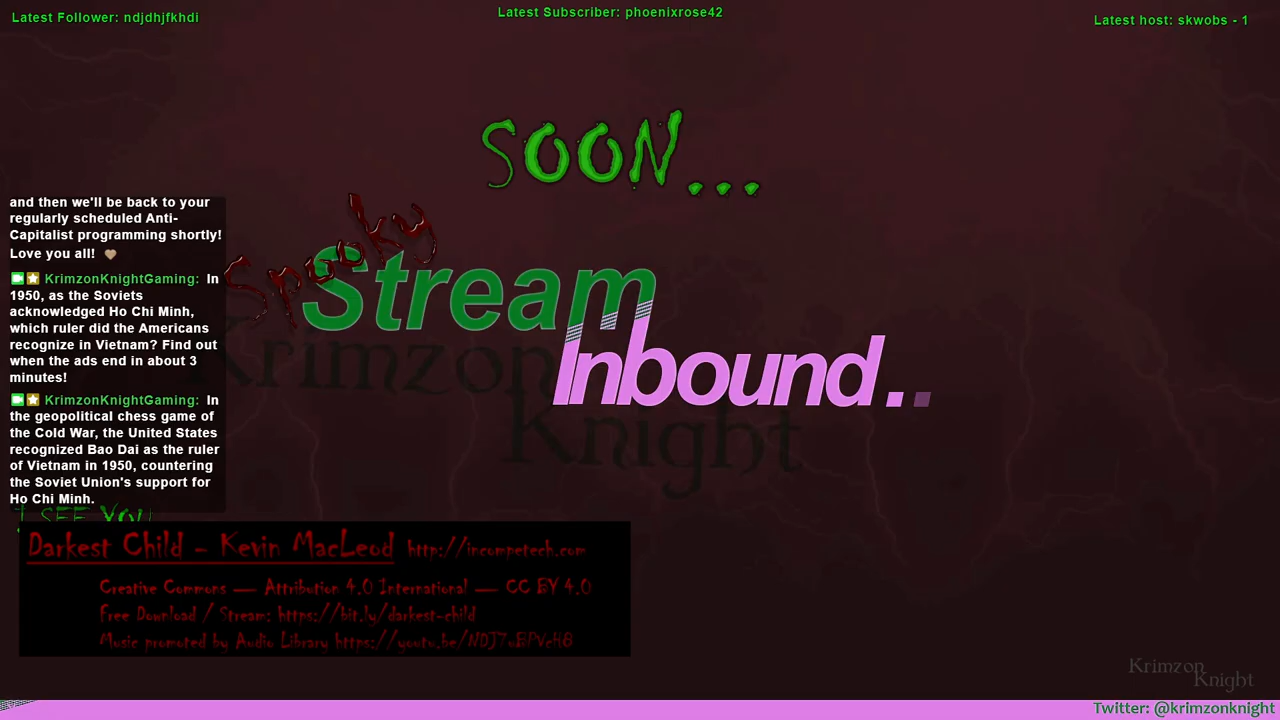 Latest Follower: ndjdhjfkhdi
Latest Subscriber: phoenixrose42
Latest host: skwobs - 1
SOON...
Spooky
Stream
Inbound..
Krimzon
Knight
and then we'll be back to your
regularly scheduled Anti-
Capitalist programming shortly!
Love you all!
KrimzonKnightGaming: In
1950, as the Soviets
acknowledged Ho Chi Minh,
which ruler did the Americans
recognize in Vietnam? Find out
when the ads end in about 3
minutes!
KrimzonKnightGaming: In
the geopolitical chess game of
the Cold War, the United States
recognized Bao Dai as the ruler
of Vietnam in 1950, countering
the Soviet Union's support for
Ho Chi Minh.
I SEE YOU
Darkest Child - Kevin MacLeod http://incompetech.com
Creative Commons — Attribution 4.0 International — CC BY 4.0
Free Download / Stream: https://bit.ly/darkest-child
Music promoted by Audio Library https://youtu.be/NDJ7uBPVcH8
Krimzon
Knight
Twitter: @krimzonknight